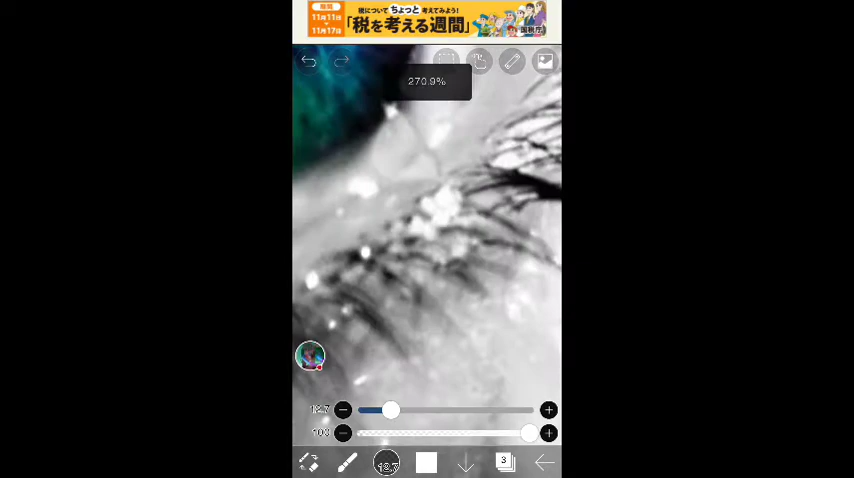 期間
税について ちょっと 考えてみよう!
11月11日
11月17日
「税を考える週間」
国税庁
270.9%
12.7
100
12.7
3